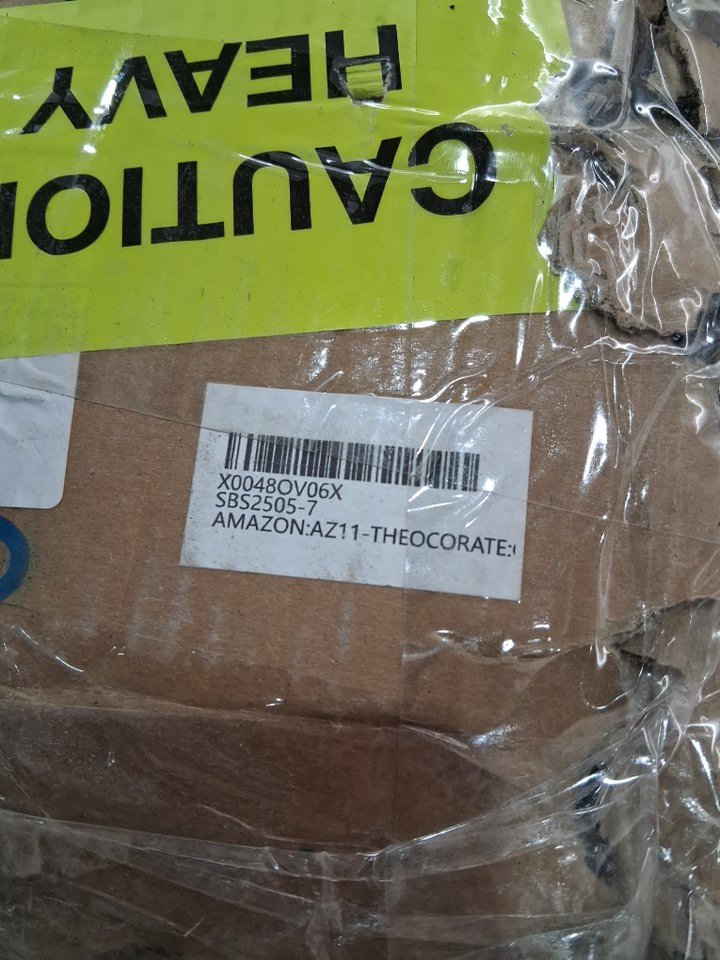 CAUTION
HEAVY
X0048OV06X
SBS2505-7
AMAZON:AZ11-THEOCORATE: